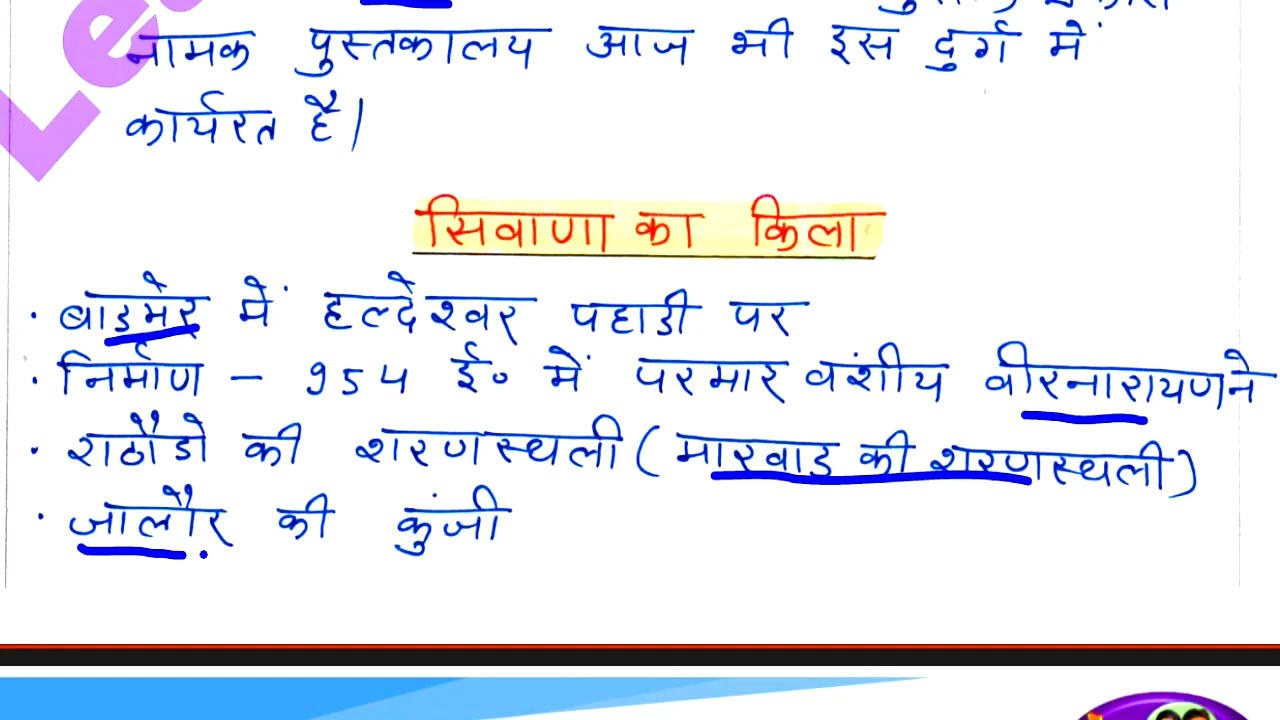 नामक पुस्तकालय आज भी इस दुर्ग में
कार्यरत है।
सिवाणा का किला
· बाडमेर में हल्देश्वर पहाडी पर
· निर्माण – 954 ई० में परमार वंशीय वीरनारायण ने
· राठौडो की शरणस्थली ( मारवाड की शरणस्थली )
· जालौर की कुंजी